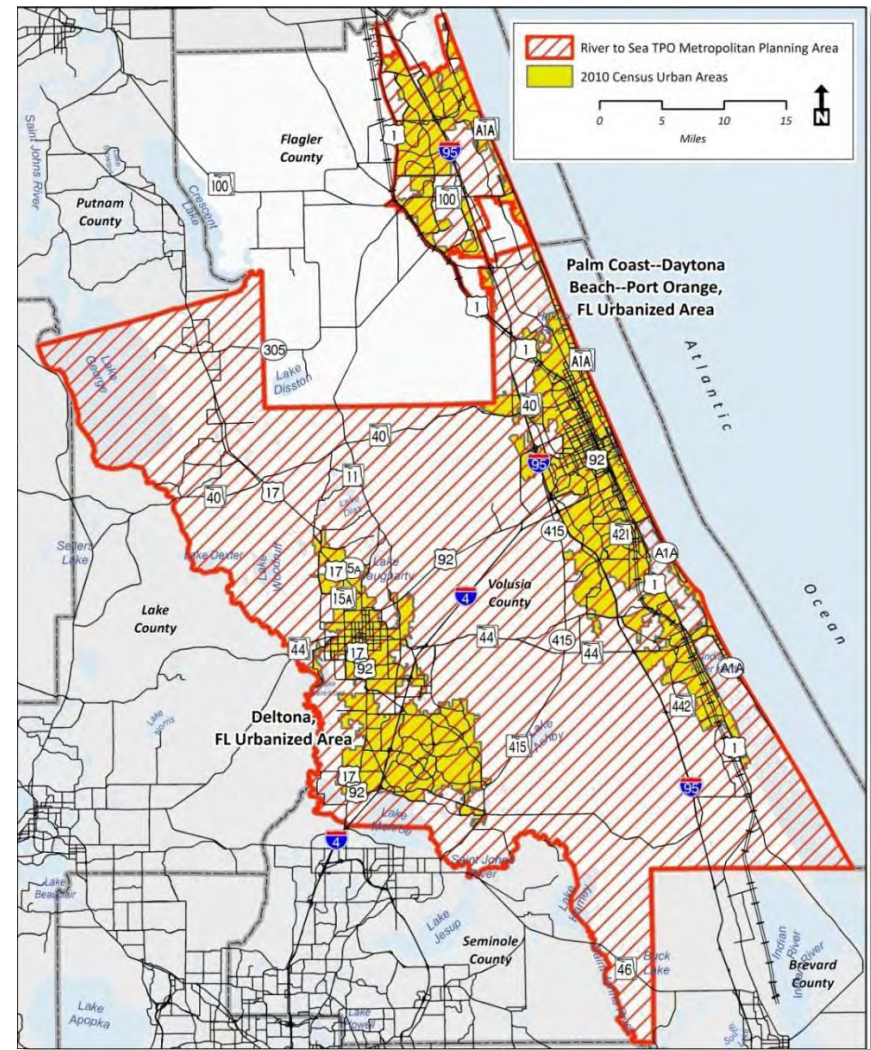 River to Sea TPO Metropolitan Planning Area
2010 Census Urban Areas
0 5 10 15
Miles
N
Saint Johns River
Flagler
County
1
A1A
95
100
Crescent
Lake
100
Putnam
County
Palm Coast--Daytona
Beach--Port Orange,
FL Urbanized Area
1
1
A1A
305
Lake
Disston
Lake
George
Atlantic
Ocean
40
40
95
92
11
17
40
Lake
Dexter
Lake
Woodruff
415
421
92
A1A
1
Sellers
Lake
17
5A
Lake
Daugharty
15A
4
Volusia
County
Lake
County
44
44
415
44
17
92
A1A
442
Deltona,
FL Urbanized Area
415
Lake
Ashby
1
17
92
95
Lake
Monroe
4
Saint Johns
River
Lake
Harney
Lake
Jesup
Seminole
County
46
Buck
Lake
Indian
River
Indian River
Brevard
County
Lake
Apopka